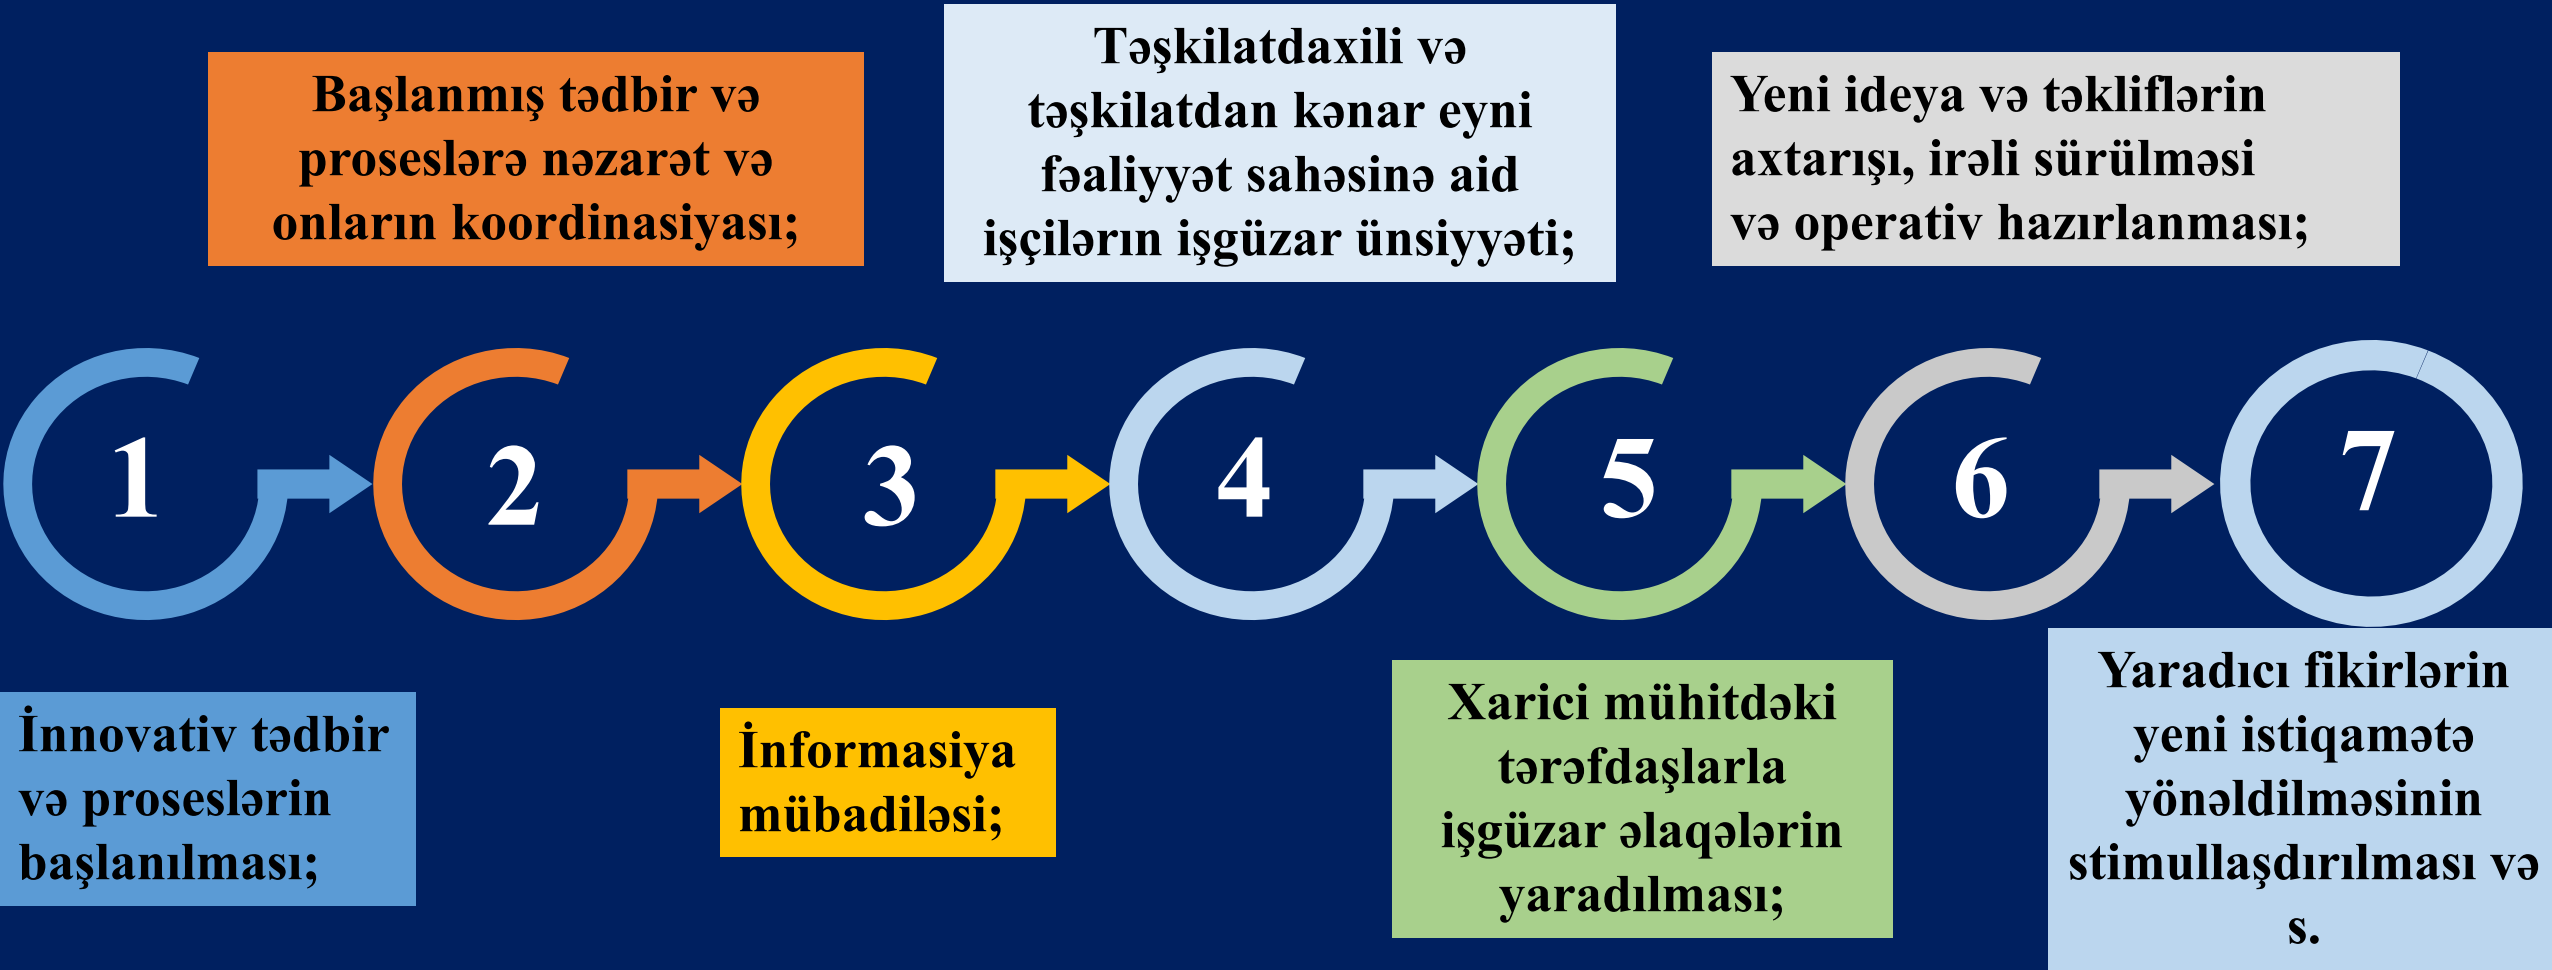 Başlanmış tədbir və
proseslərə nəzarət və
onların koordinasiyası;
Təşkilatdaxili və
təşkilatdan kənar eyni
fəaliyyət sahəsinə aid
işçilərın işgüzar ünsiyyəti;
Yeni ideya və təkliflərin
axtarışı, irəli sürülməsi
və operativ hazırlanması;
1
2
3
4
5
6
7
İnnovativ tədbir
və proseslərin
başlanılması;
İnformasiya
mübadiləsi;
Xarici mühitdəki
tərəfdaşlarla
işgüzar əlaqələrin
yaradılması;
Yaradıcı fikirlərin
yeni istiqamətə
yönəldilməsinin
stimullaşdırılması və
s.